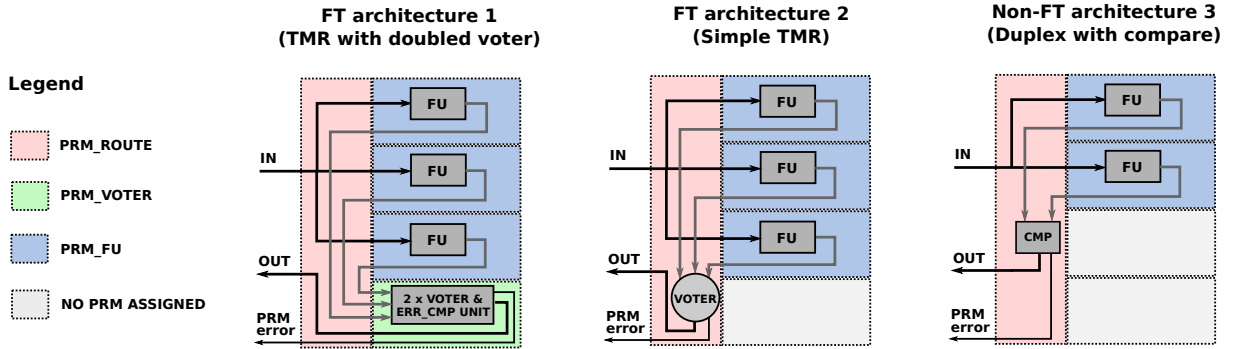 FT architecture 1
(TMR with doubled voter)
FT architecture 2
(Simple TMR)
Non-FT architecture 3
(Duplex with compare)
Legend
PRM_ROUTE
PRM_VOTER
PRM_FU
NO PRM ASSIGNED
FU
IN
FU
FU
OUT
2 x VOTER &
ERR_CMP UNIT
PRM
error
FU
IN
FU
FU
OUT
VOTER
PRM
error
FU
IN
FU
CMP
OUT
PRM
error